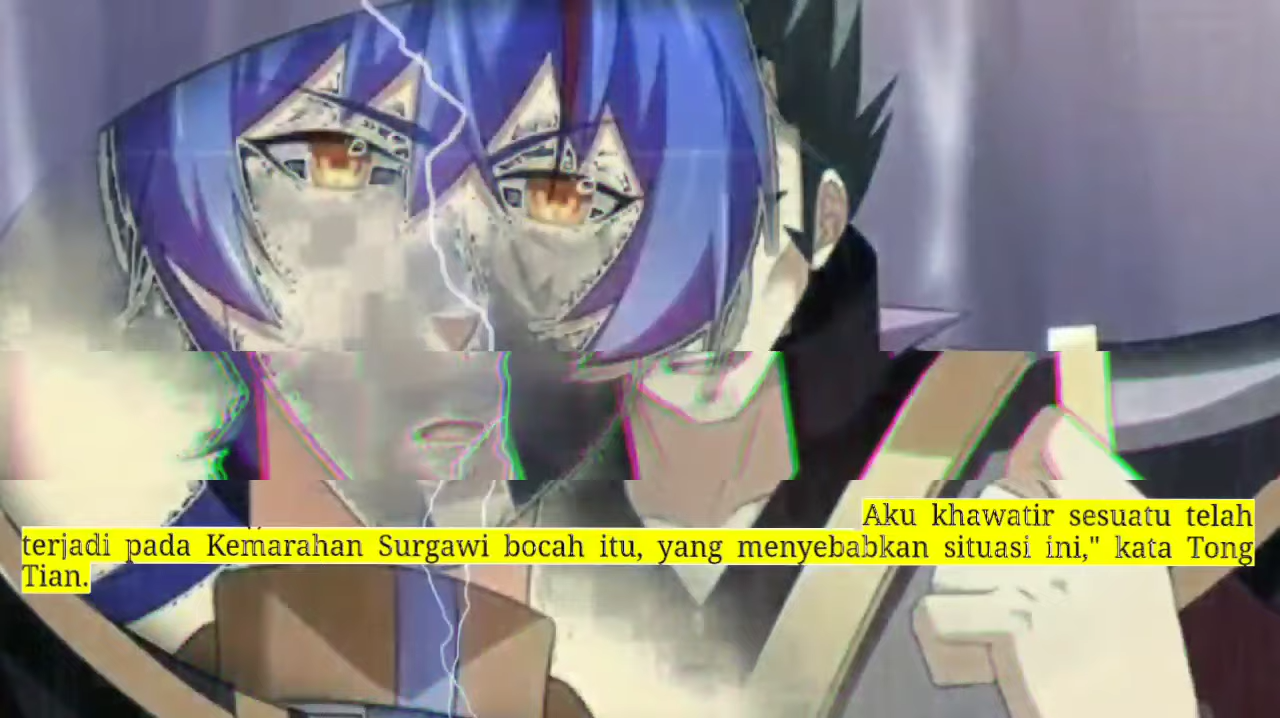 Aku khawatir sesuatu telah
terjadi pada Kemarahan Surgawi bocah itu, yang menyebabkan situasi ini," kata Tong
Tian.